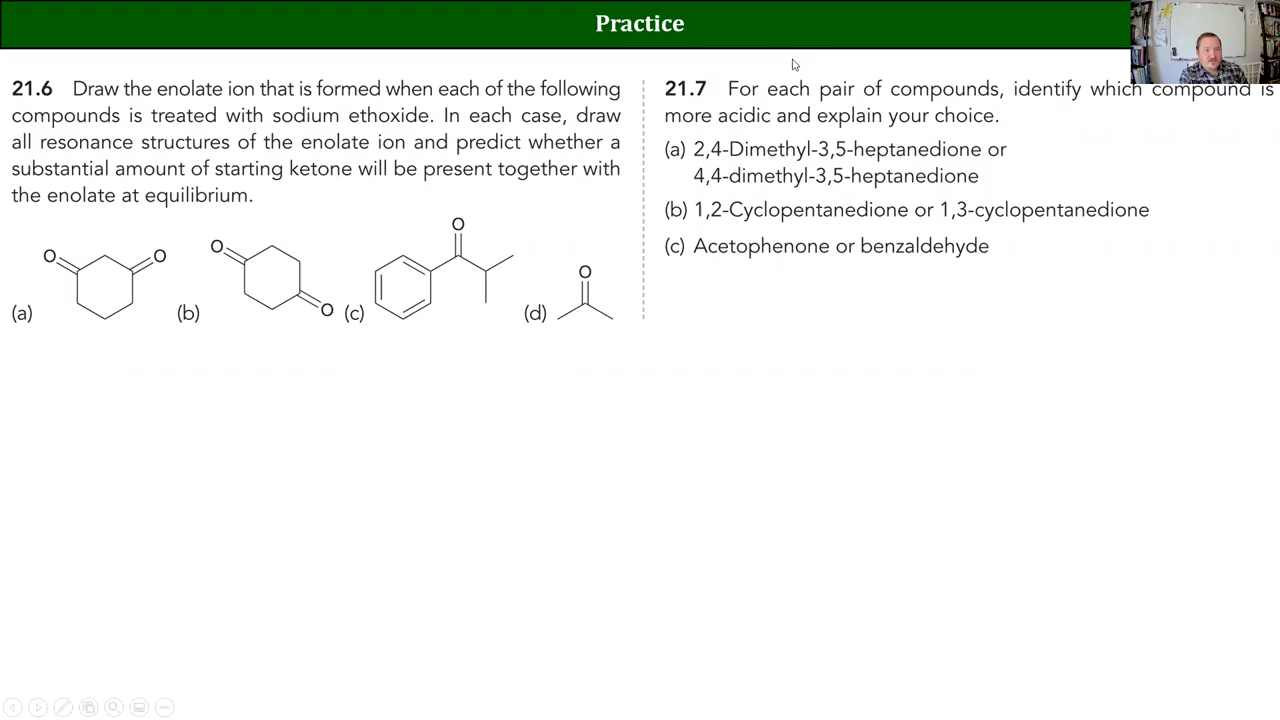 Practice
21.6 Draw the enolate ion that is formed when each of the following
compounds is treated with sodium ethoxide. In each case, draw
all resonance structures of the enolate ion and predict whether a
substantial amount of starting ketone will be present together with
the enolate at equilibrium.
O O
(a)
O O
(b)
O
(c)
O
(d)
21.7 For each pair of compounds, identify which compound is
more acidic and explain your choice.
(a) 2,4-Dimethyl-3,5-heptanedione or
4,4-dimethyl-3,5-heptanedione
(b) 1,2-Cyclopentanedione or 1,3-cyclopentanedione
(c) Acetophenone or benzaldehyde